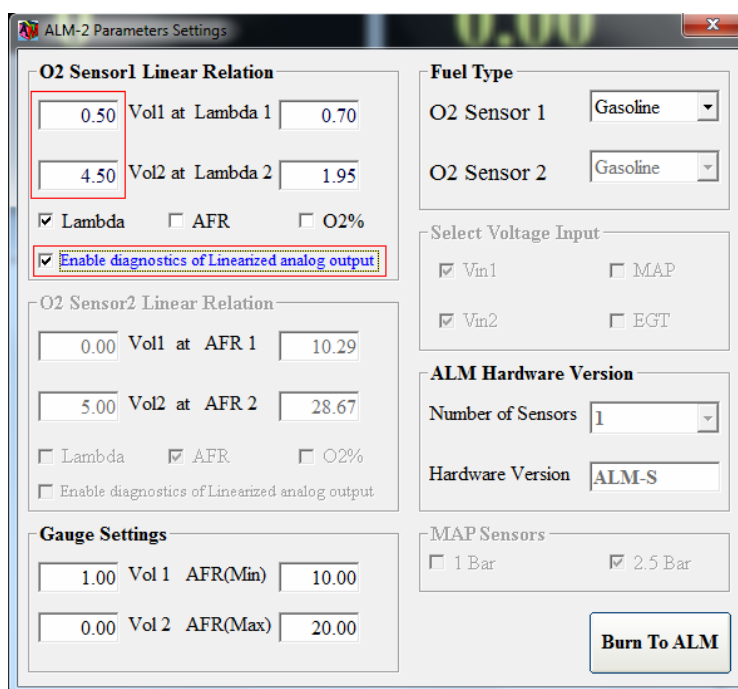 ALM-2 Parameters Settings
0.00
O2 Sensor1 Linear Relation
0.50 Vol1 at Lambda 1 0.70
4.50 Vol2 at Lambda 2 1.95
Lambda AFR O2%
Enable diagnostics of Linearized analog output
O2 Sensor2 Linear Relation
0.00 Vol1 at AFR 1 10.29
5.00 Vol2 at AFR 2 28.67
Lambda AFR O2%
Enable diagnostics of Linearized analog output
Gauge Settings
1.00 Vol 1 AFR(Min) 10.00
0.00 Vol 2 AFR(Max) 20.00
Fuel Type
O2 Sensor 1 Gasoline
O2 Sensor 2 Gasoline
Select Voltage Input
Vin1 MAP
Vin2 EGT
ALM Hardware Version
Number of Sensors 1
Hardware Version ALM-S
MAP Sensors
1 Bar 2.5 Bar
Burn To ALM